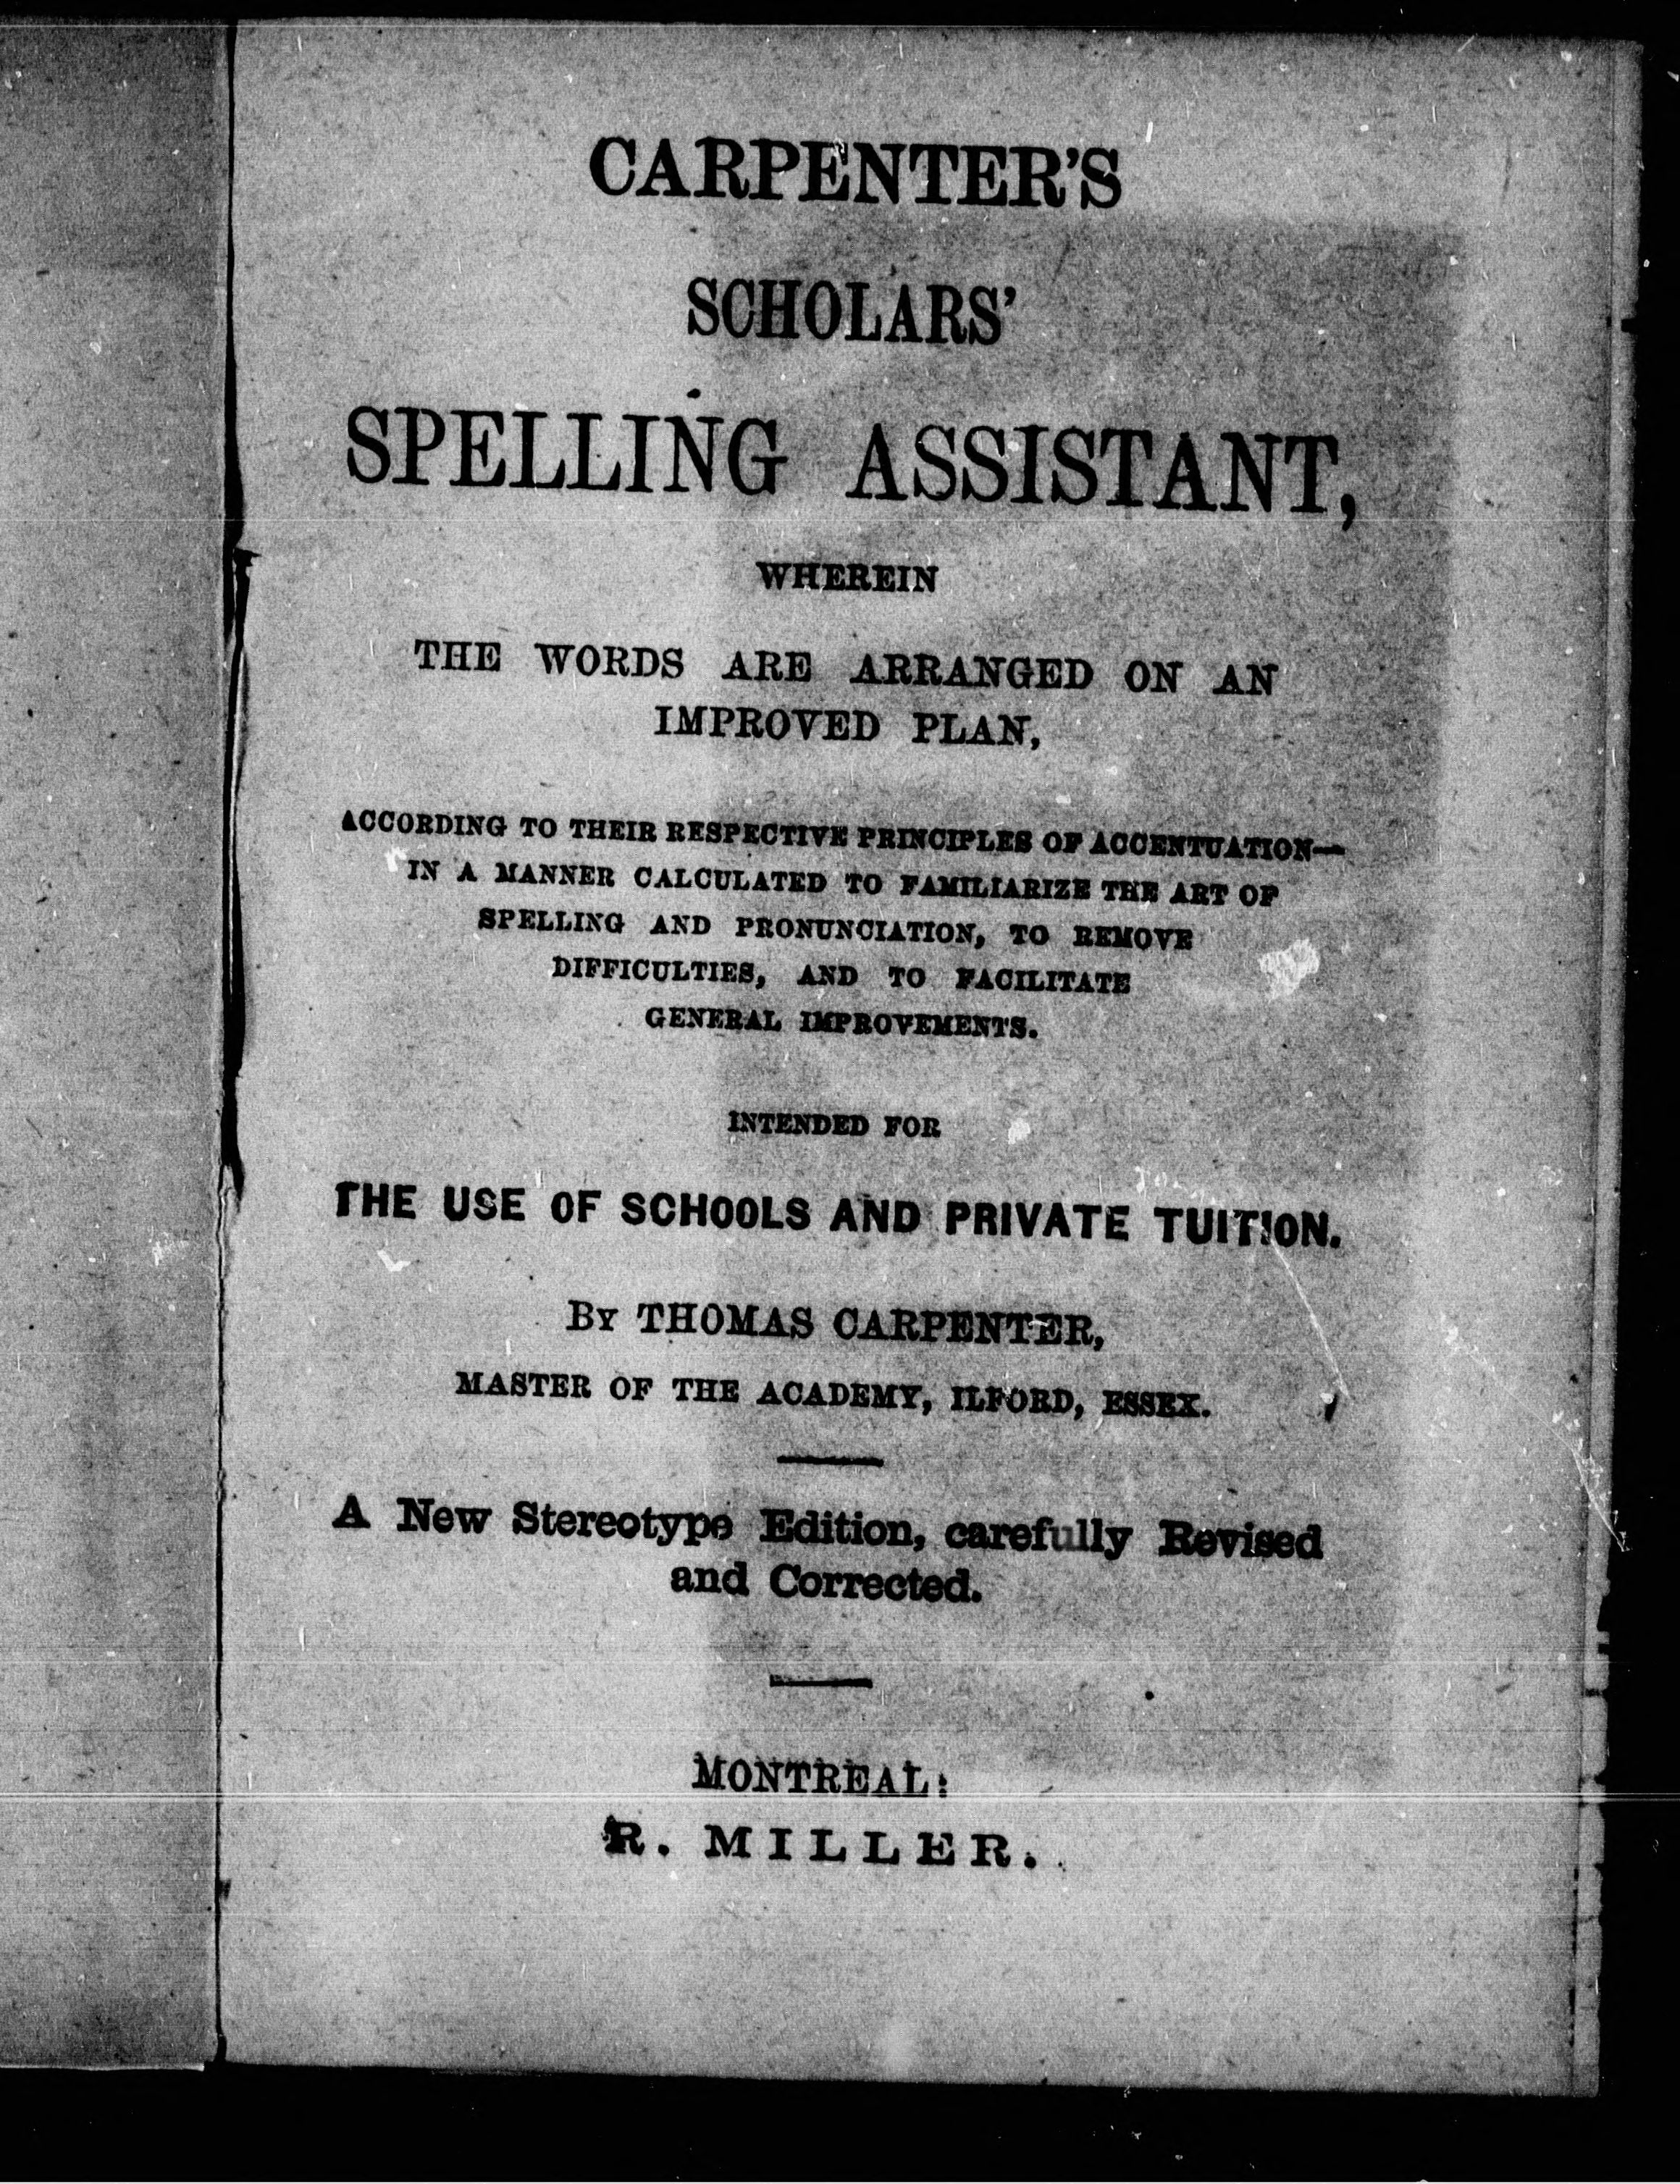 CARPENTER'S
SCHOLARS'
SPELLING ASSISTANT,
WHEREIN
THE WORDS ARE ARRANGED ON AN
IMPROVED PLAN,
ACCORDING TO THEIR RESPECTIVE PRINCIPLES OF ACCENTUATION—
IN A MANNER CALCULATED TO FAMILIARIZE THE ART OF
SPELLING AND PRONUNCIATION, TO REMOVE
DIFFICULTIES, AND TO FACILITATE
GENERAL IMPROVEMENTS.
INTENDED FOR
THE USE OF SCHOOLS AND PRIVATE TUITION.
By THOMAS CARPENTER,
MASTER OF THE ACADEMY, ILFORD, ESSEX.
A New Stereotype Edition, carefully Revised
and Corrected.
MONTREAL:
R. MILLER.